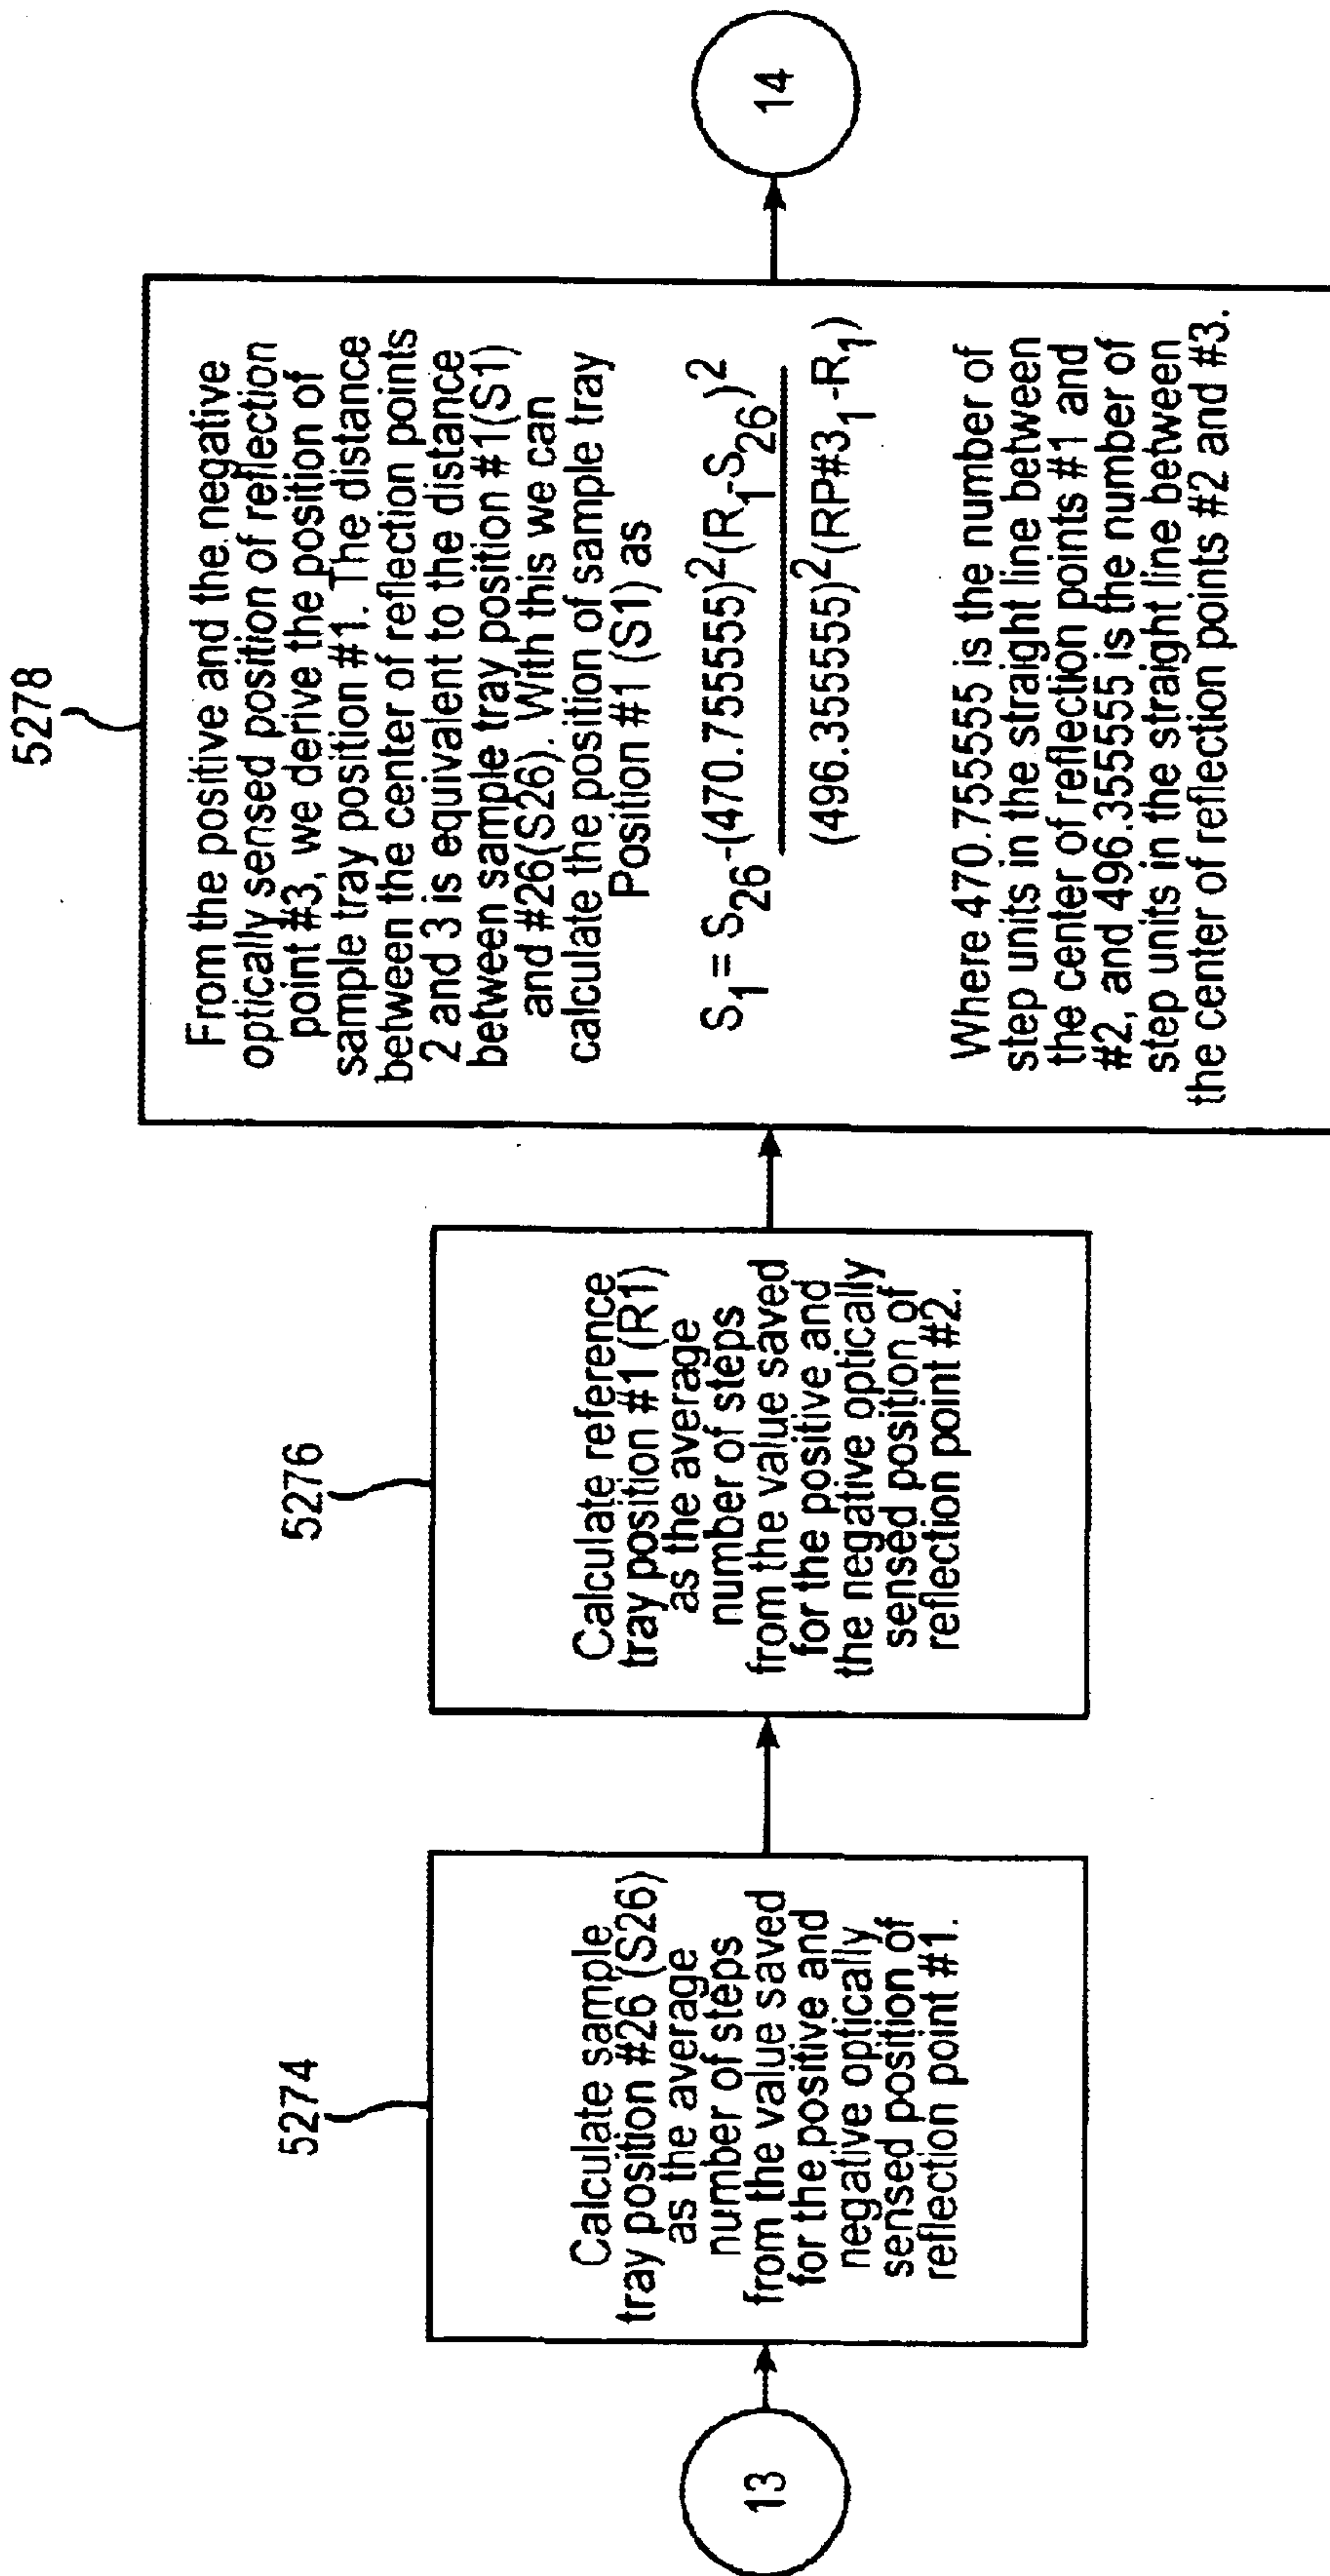 13
5274
Calculate sample
tray position #26 (S26)
as the average
number of steps
from the value saved
for the positive and
negative optically
sensed position of
reflection point #1.
5276
Calculate reference
tray position #1 (R1)
as the average
number of steps
from the value saved
for the positive and
the negative optically
sensed position of
reflection point #2.
5278
From the positive and the negative
optically sensed position of reflection
point #3, we derive the position of
sample tray position #1. The distance
between the center of reflection points
2 and 3 is equivalent to the distance
between sample tray position #1(S1)
and #26(S26). With this we can
calculate the position of sample tray
Position #1 (S1) as
S1 = S26-(470.755555)2(R1-S26)2
(496.355555)2(RP#31-R1)
Where 470.755555 is the number of
step units in the straight line between
the center of reflection points #1 and
#2, and 496.355555 is the number of
step units in the straight line between
the center of reflection points #2 and #3.
14